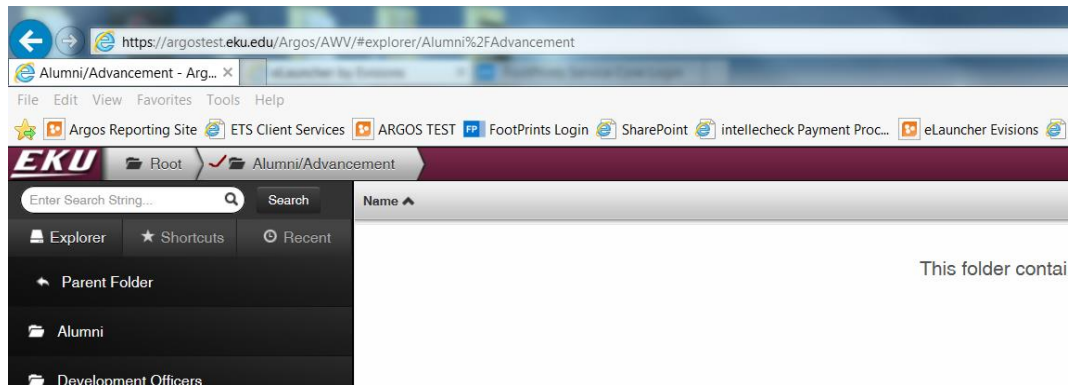 https://argostest.eku.edu/Argos/AWV/#explorer/Alumni%2FAdvancement
Alumni/Advancement - Arg... ×
File Edit View Favorites Tools Help
Argos Reporting Site ETS Client Services ARGOS TEST FP FootPrints Login SharePoint intellecheck Payment Proc... eLauncher Evisions
EKU Root Alumni/Advancement
Enter Search String... Search Name
Explorer Shortcuts Recent
This folder contai
Parent Folder
Alumni
Development Officers